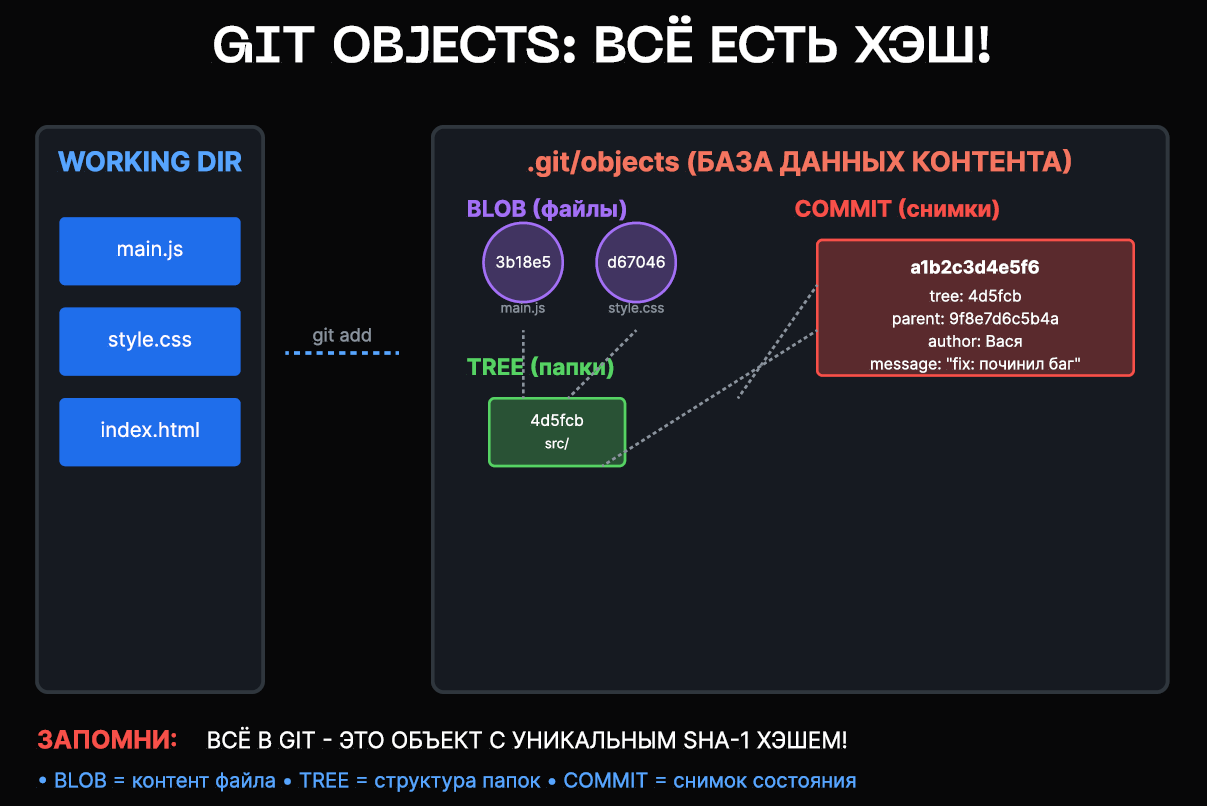 GIT OBJECTS: ВСЁ ЕСТЬ ХЭШ!
WORKING DIR
main.js
style.css
index.html
git add
.git/objects (БАЗА ДАННЫХ КОНТЕНТА)
BLOB (файлы)
3b18e5
d67046
main.js
style.css
TREE (папки)
4d5fcb
src/
COMMIT (снимки)
a1b2c3d4e5f6
tree: 4d5fcb
parent: 9f8e7d6c5b4a
author: Вася
message: "fix: починил баг"
ЗАПОМНИ: ВСЁ В GIT - ЭТО ОБЪЕКТ С УНИКАЛЬНЫМ SHA-1 ХЭШЕМ!
• BLOB = контент файла • TREE = структура папок • COMMIT = снимок состояния